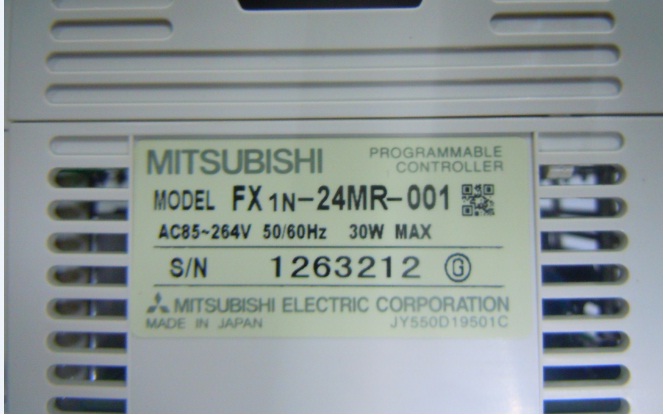 MITSUBISHI PROGRAMMABLE CONTROLLER
MODEL FX1N-24MR-001
AC85~264V 50/60Hz 30W MAX
S/N 1263212 Ⓖ
MITSUBISHI ELECTRIC CORPORATION
MADE IN JAPAN JY550D19501C